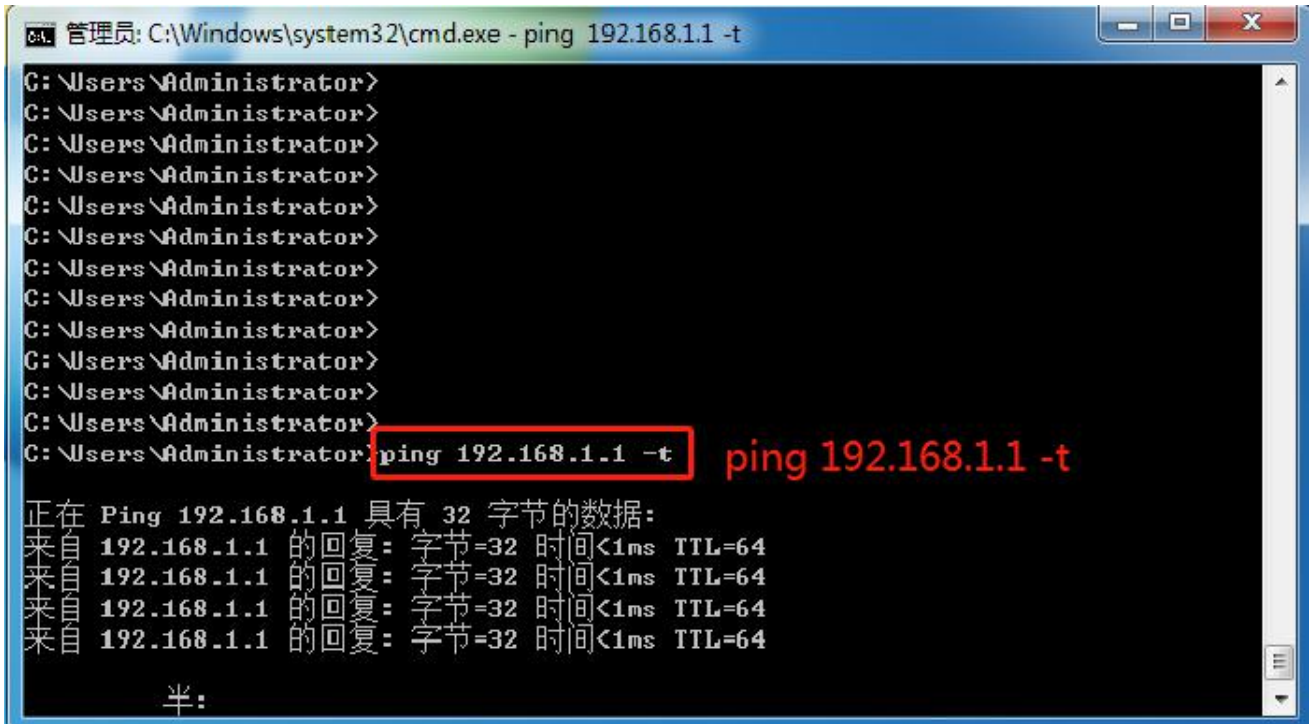 管理员: C:\Windows\system32\cmd.exe - ping  192.168.1.1 -t
C:\Users\Administrator>
C:\Users\Administrator>
C:\Users\Administrator>
C:\Users\Administrator>
C:\Users\Administrator>
C:\Users\Administrator>
C:\Users\Administrator>
C:\Users\Administrator>
C:\Users\Administrator>
C:\Users\Administrator>
C:\Users\Administrator>
C:\Users\Administrator>
C:\Users\Administrator>ping 192.168.1.1 -t
ping 192.168.1.1 -t
正在 Ping 192.168.1.1 具有 32 字节的数据:
来自 192.168.1.1 的回复: 字节=32 时间<1ms TTL=64
来自 192.168.1.1 的回复: 字节=32 时间<1ms TTL=64
来自 192.168.1.1 的回复: 字节=32 时间<1ms TTL=64
来自 192.168.1.1 的回复: 字节=32 时间<1ms TTL=64
半: